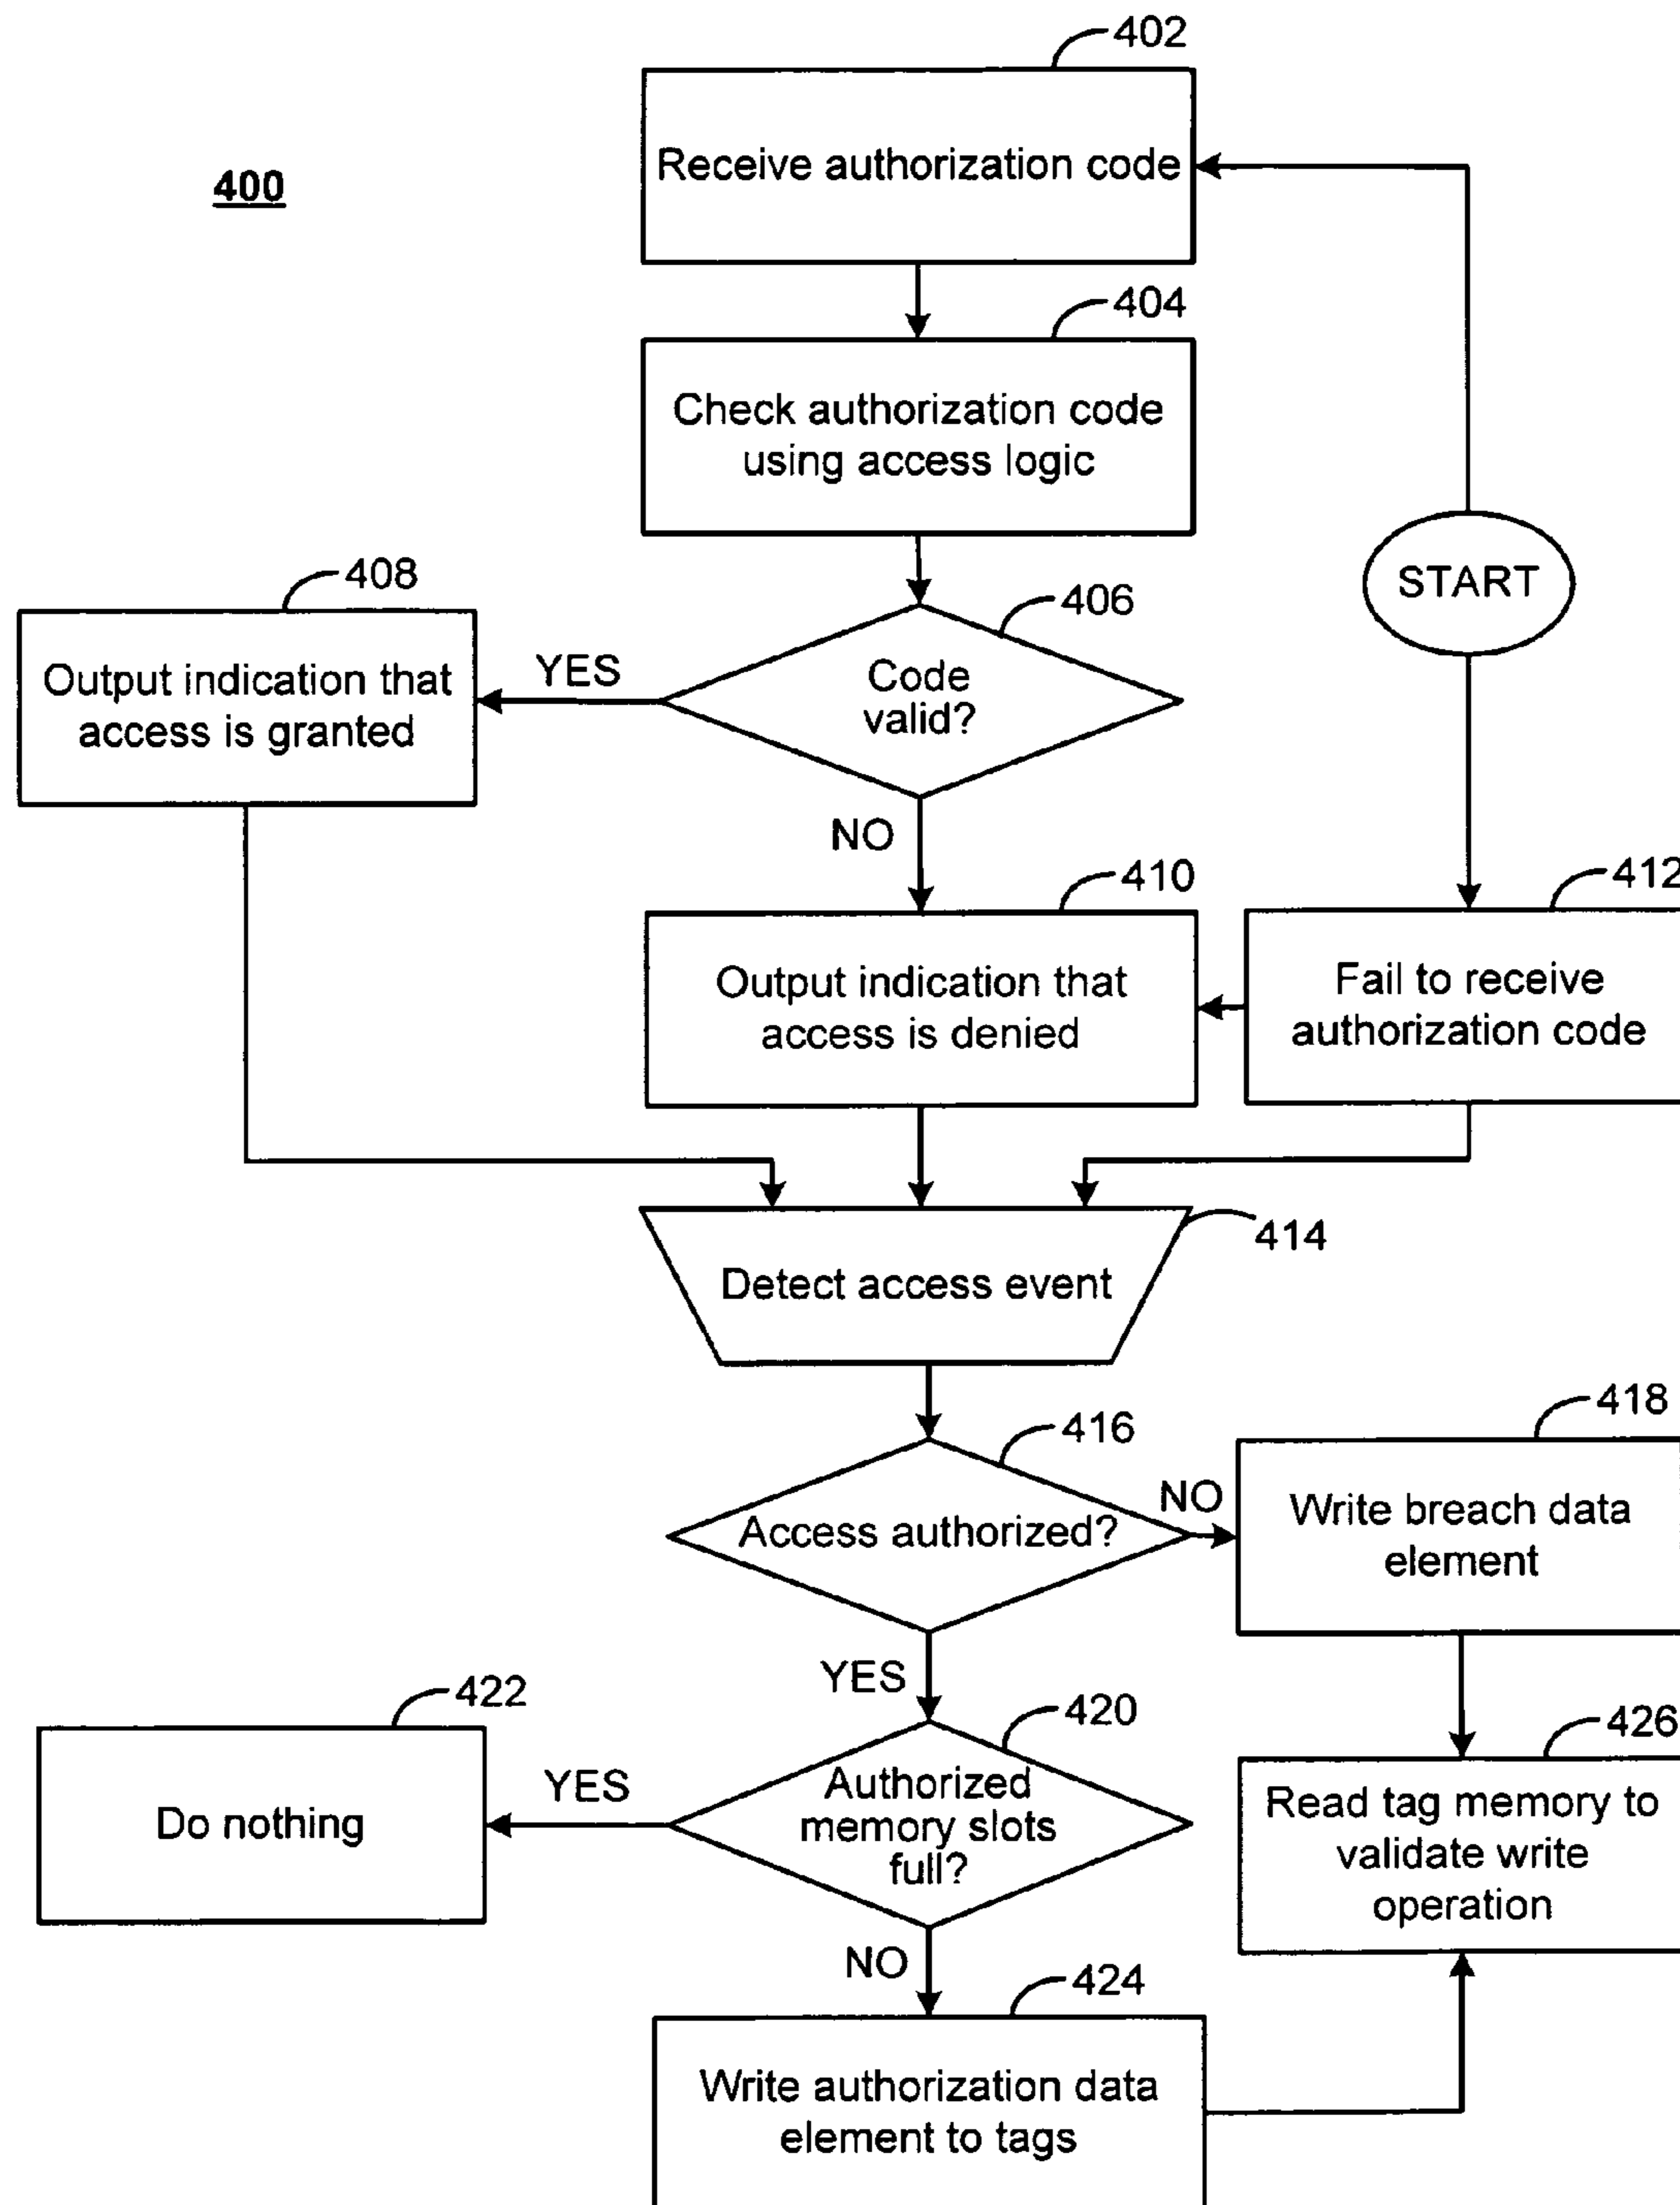 402
Receive authorization code
400
404
Check authorization code
using access logic
START
408
406
Output indication that
access is granted
YES
Code
valid?
NO
410
412
Output indication that
access is denied
Fail to receive
authorization code
414
Detect access event
416
418
Access authorized?
NO
Write breach data
element
YES
422
420
426
Do nothing
YES
Authorized
memory slots
full?
Read tag memory to
validate write
operation
NO
424
Write authorization data
element to tags